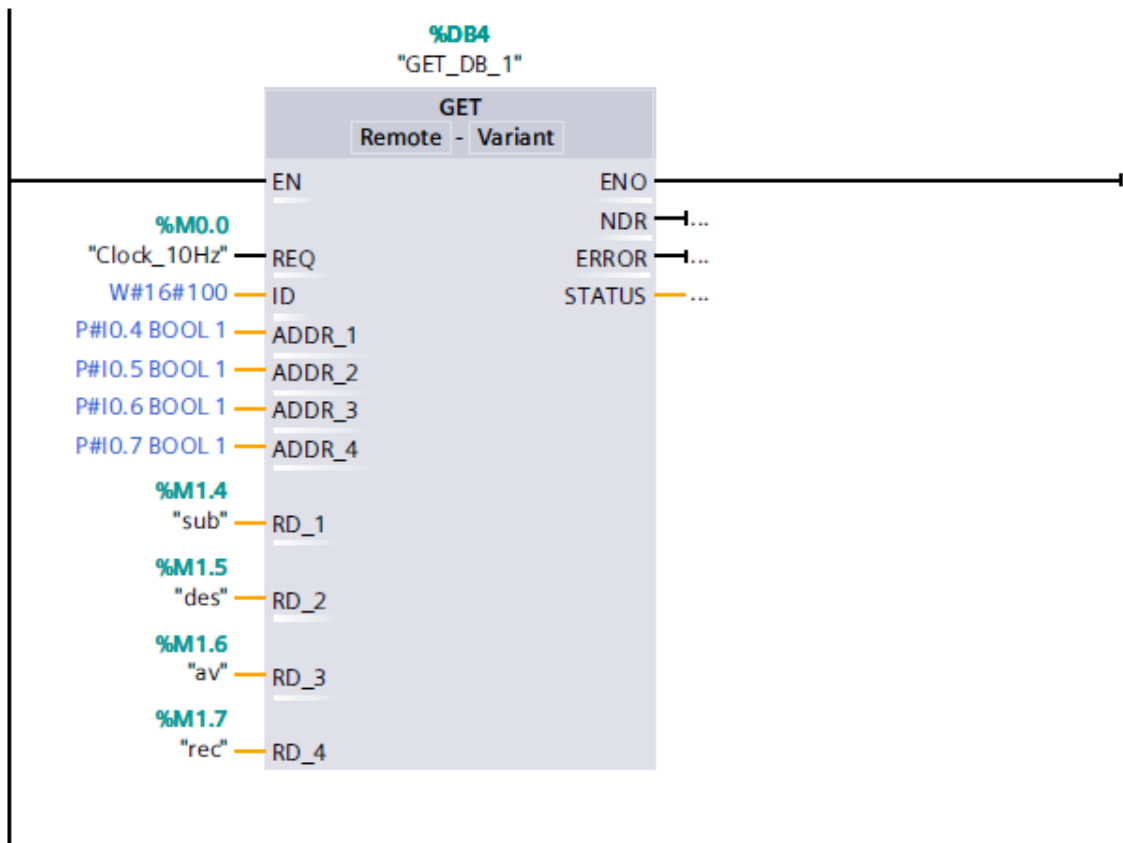 %DB4
"GET_DB_1"
GET
Remote - Variant
EN ENO
NDR ...
%M0.0
"Clock_10Hz" REQ ERROR ...
W#16#100 ID STATUS ...
P#I0.4 BOOL 1 ADDR_1
P#I0.5 BOOL 1 ADDR_2
P#I0.6 BOOL 1 ADDR_3
P#I0.7 BOOL 1 ADDR_4
%M1.4
"sub" RD_1
%M1.5
"des" RD_2
%M1.6
"av" RD_3
%M1.7
"rec" RD_4